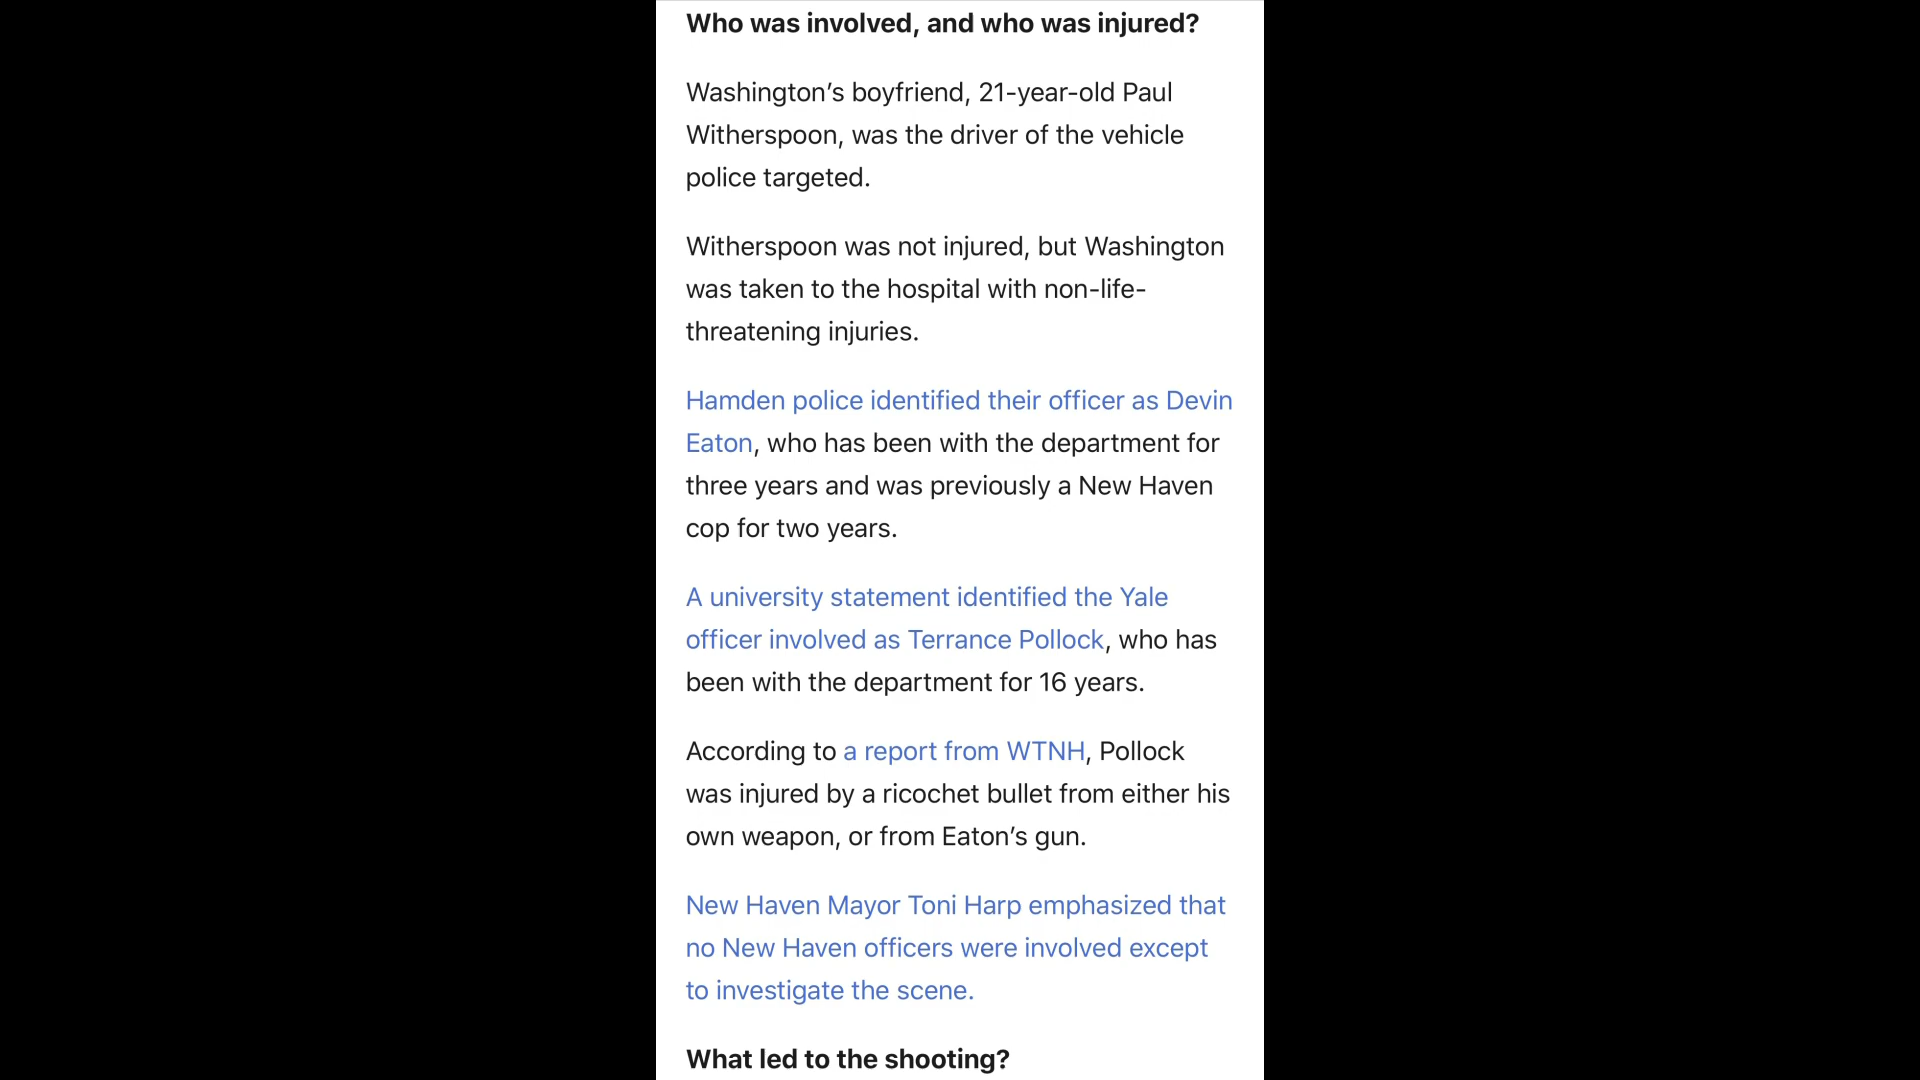 Who was involved, and who was injured?
Washington’s boyfriend, 21-year-old Paul
Witherspoon, was the driver of the vehicle
police targeted.
Witherspoon was not injured, but Washington
was taken to the hospital with non-life-
threatening injuries.
Hamden police identified their officer as Devin
Eaton, who has been with the department for
three years and was previously a New Haven
cop for two years.
A university statement identified the Yale
officer involved as Terrance Pollock, who has
been with the department for 16 years.
According to a report from WTNH, Pollock
was injured by a ricochet bullet from either his
own weapon, or from Eaton’s gun.
New Haven Mayor Toni Harp emphasized that
no New Haven officers were involved except
to investigate the scene.
What led to the shooting?